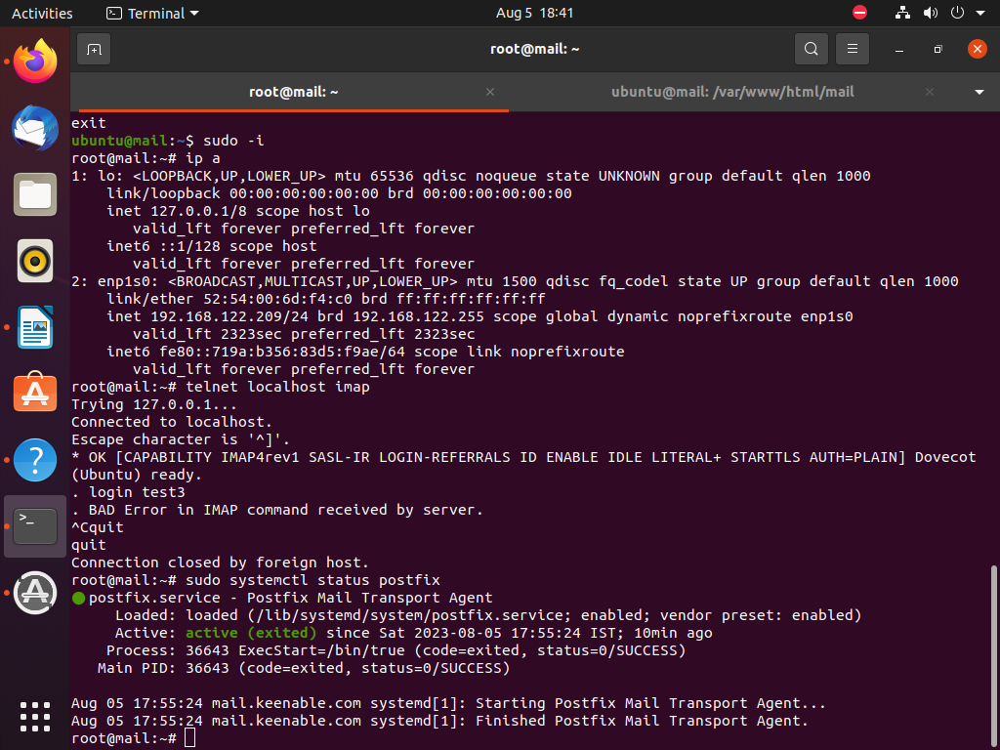 Activities
Terminal
Aug 5 18:41
root@mail: ~
root@mail: ~
ubuntu@mail: /var/www/html/mail
exit
ubuntu@mail:~$ sudo -i
root@mail:~# ip a
1: lo: <LOOPBACK,UP,LOWER_UP> mtu 65536 qdisc noqueue state UNKNOWN group default qlen 1000
    link/loopback 00:00:00:00:00:00 brd 00:00:00:00:00:00
    inet 127.0.0.1/8 scope host lo
       valid_lft forever preferred_lft forever
    inet6 ::1/128 scope host
       valid_lft forever preferred_lft forever
2: enp1s0: <BROADCAST,MULTICAST,UP,LOWER_UP> mtu 1500 qdisc fq_codel state UP group default qlen 1000
    link/ether 52:54:00:6d:f4:c0 brd ff:ff:ff:ff:ff:ff
    inet 192.168.122.209/24 brd 192.168.122.255 scope global dynamic noprefixroute enp1s0
       valid_lft 2323sec preferred_lft 2323sec
    inet6 fe80::719a:b356:83d5:f9ae/64 scope link noprefixroute
       valid_lft forever preferred_lft forever
root@mail:~# telnet localhost imap
Trying 127.0.0.1...
Connected to localhost.
Escape character is '^]'.
* OK [CAPABILITY IMAP4rev1 SASL-IR LOGIN-REFERRALS ID ENABLE IDLE LITERAL+ STARTTLS AUTH=PLAIN] Dovecot
(Ubuntu) ready.
. login test3
. BAD Error in IMAP command received by server.
^Cquit
quit
Connection closed by foreign host.
root@mail:~# sudo systemctl status postfix
● postfix.service - Postfix Mail Transport Agent
     Loaded: loaded (/lib/systemd/system/postfix.service; enabled; vendor preset: enabled)
     Active: active (exited) since Sat 2023-08-05 17:55:24 IST; 10min ago
    Process: 36643 ExecStart=/bin/true (code=exited, status=0/SUCCESS)
   Main PID: 36643 (code=exited, status=0/SUCCESS)
Aug 05 17:55:24 mail.keenable.com systemd[1]: Starting Postfix Mail Transport Agent...
Aug 05 17:55:24 mail.keenable.com systemd[1]: Finished Postfix Mail Transport Agent.
root@mail:~#